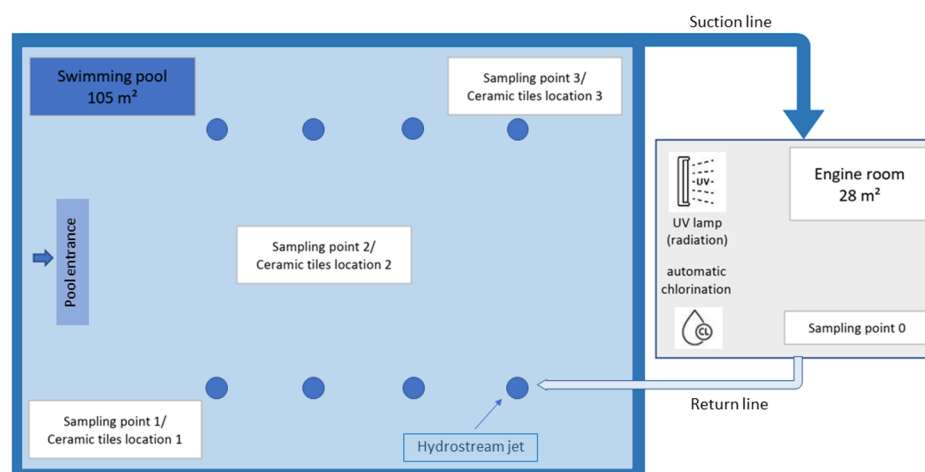 Suction line
Swimming pool
105 m²
Sampling point 3/
Ceramic tiles location 3
Engine room
28 m²
UV
UV lamp
(radiation)
Pool entrance
Sampling point 2/
Ceramic tiles location 2
automatic
chlorination
CL
Sampling point 0
Sampling point 1/
Ceramic tiles location 1
Hydrostream jet
Return line